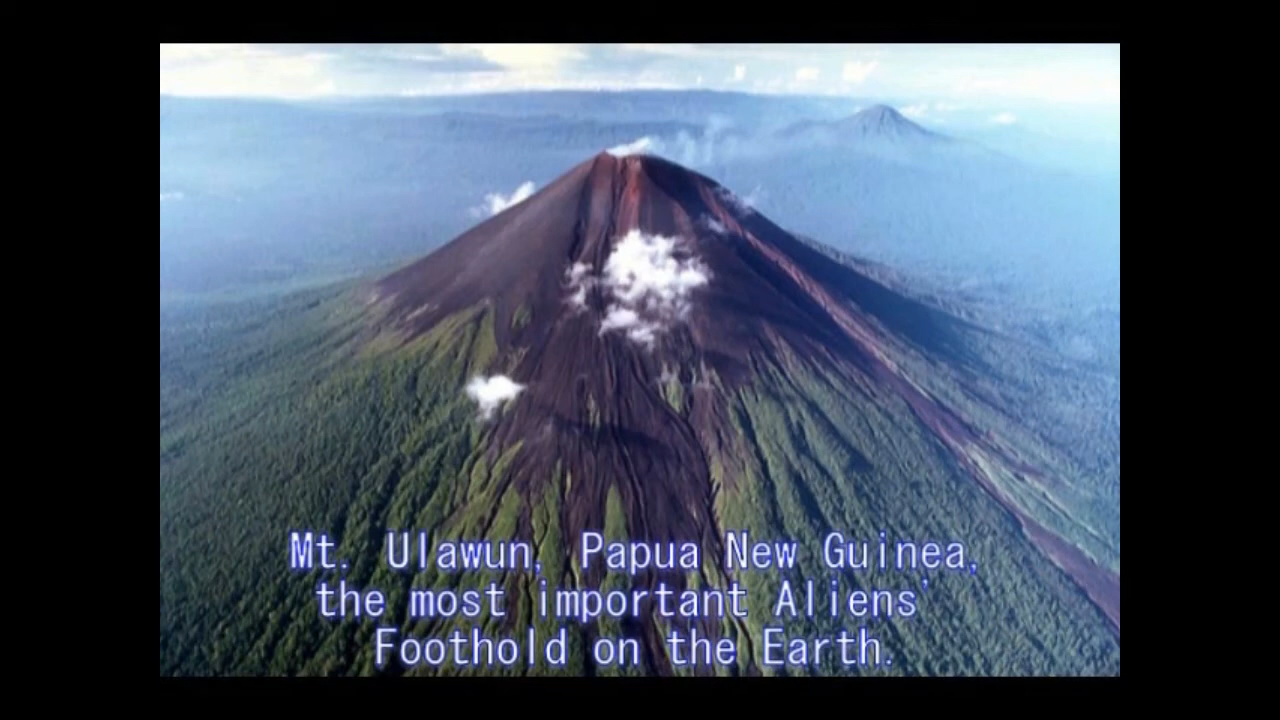 Mt. Ulawun, Papua New Guinea,
the most important Aliens'
Foothold on the Earth.